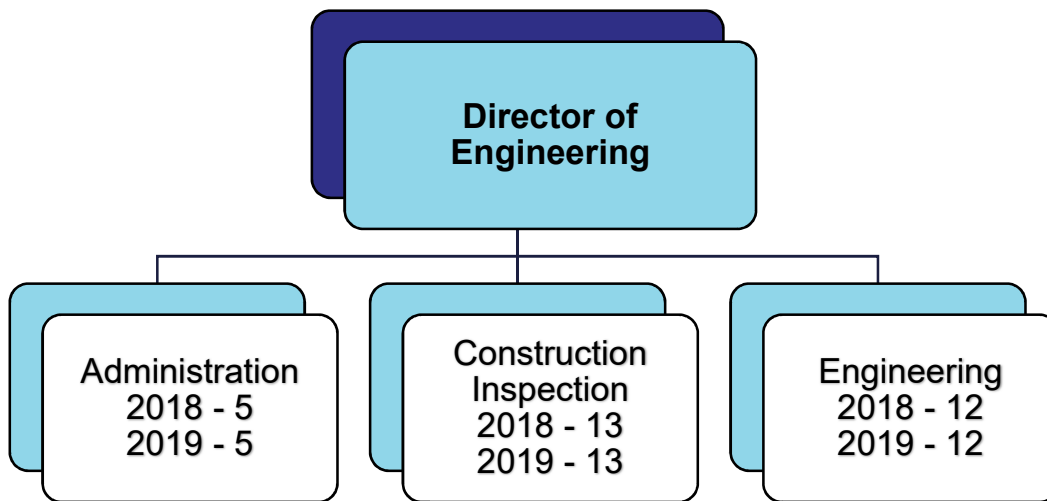 Director of
Engineering
Administration
2018 - 5
2019 - 5
Construction
Inspection
2018 - 13
2019 - 13
Engineering
2018 - 12
2019 - 12